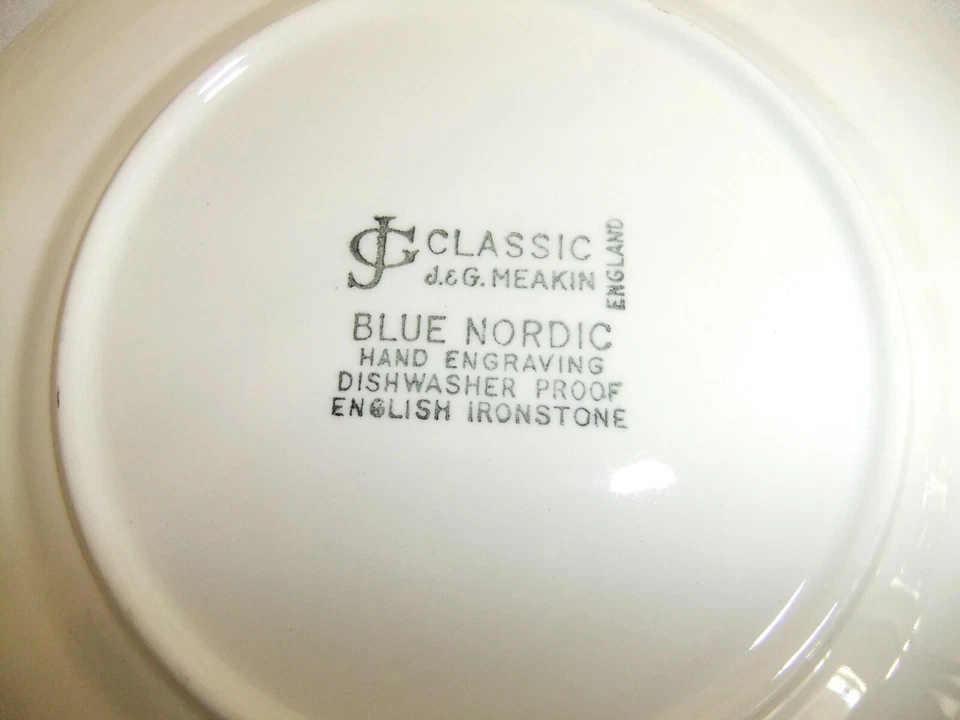 JG CLASSIC
J.&G. MEAKIN
ENGLAND
BLUE NORDIC
HAND ENGRAVING
DISHWASHER PROOF
ENGLISH IRONSTONE